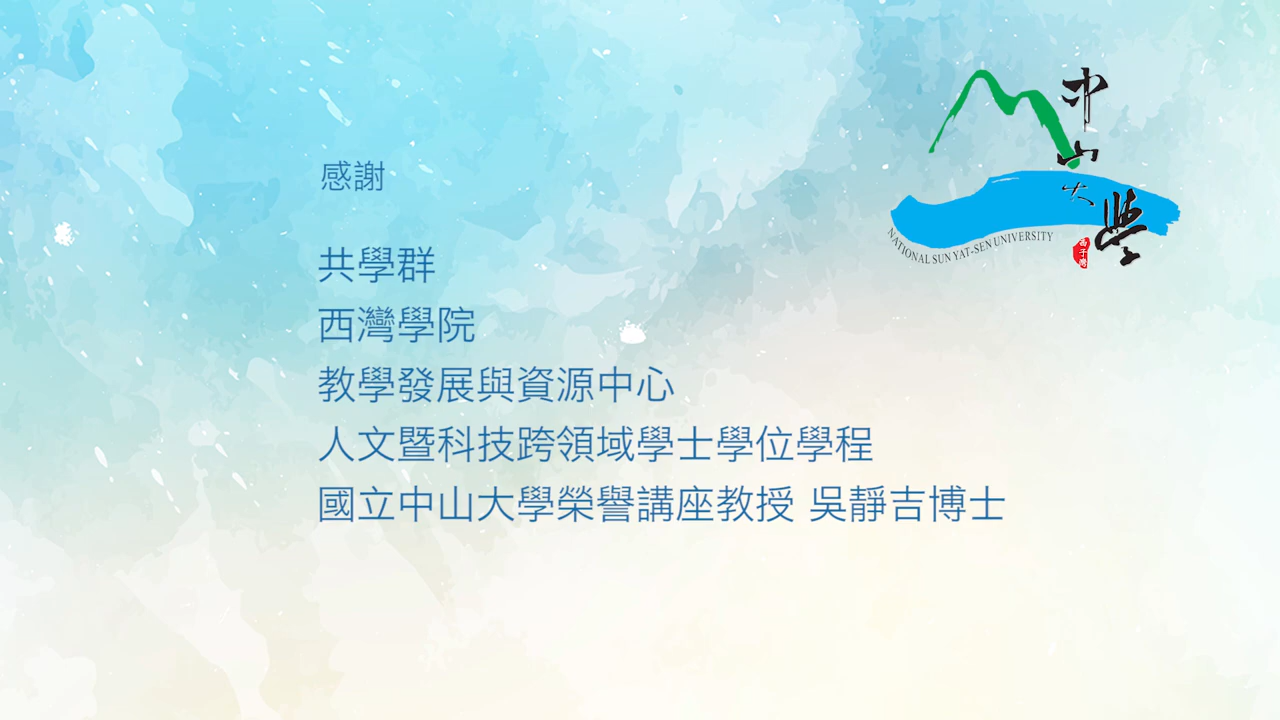 感謝
共學群
西灣學院
教學發展與資源中心
人文暨科技跨領域學士學位學程
國立中山大學榮譽講座教授 吳靜吉博士
中山大學
NATIONAL SUN YAT-SEN UNIVERSITY
西子灣